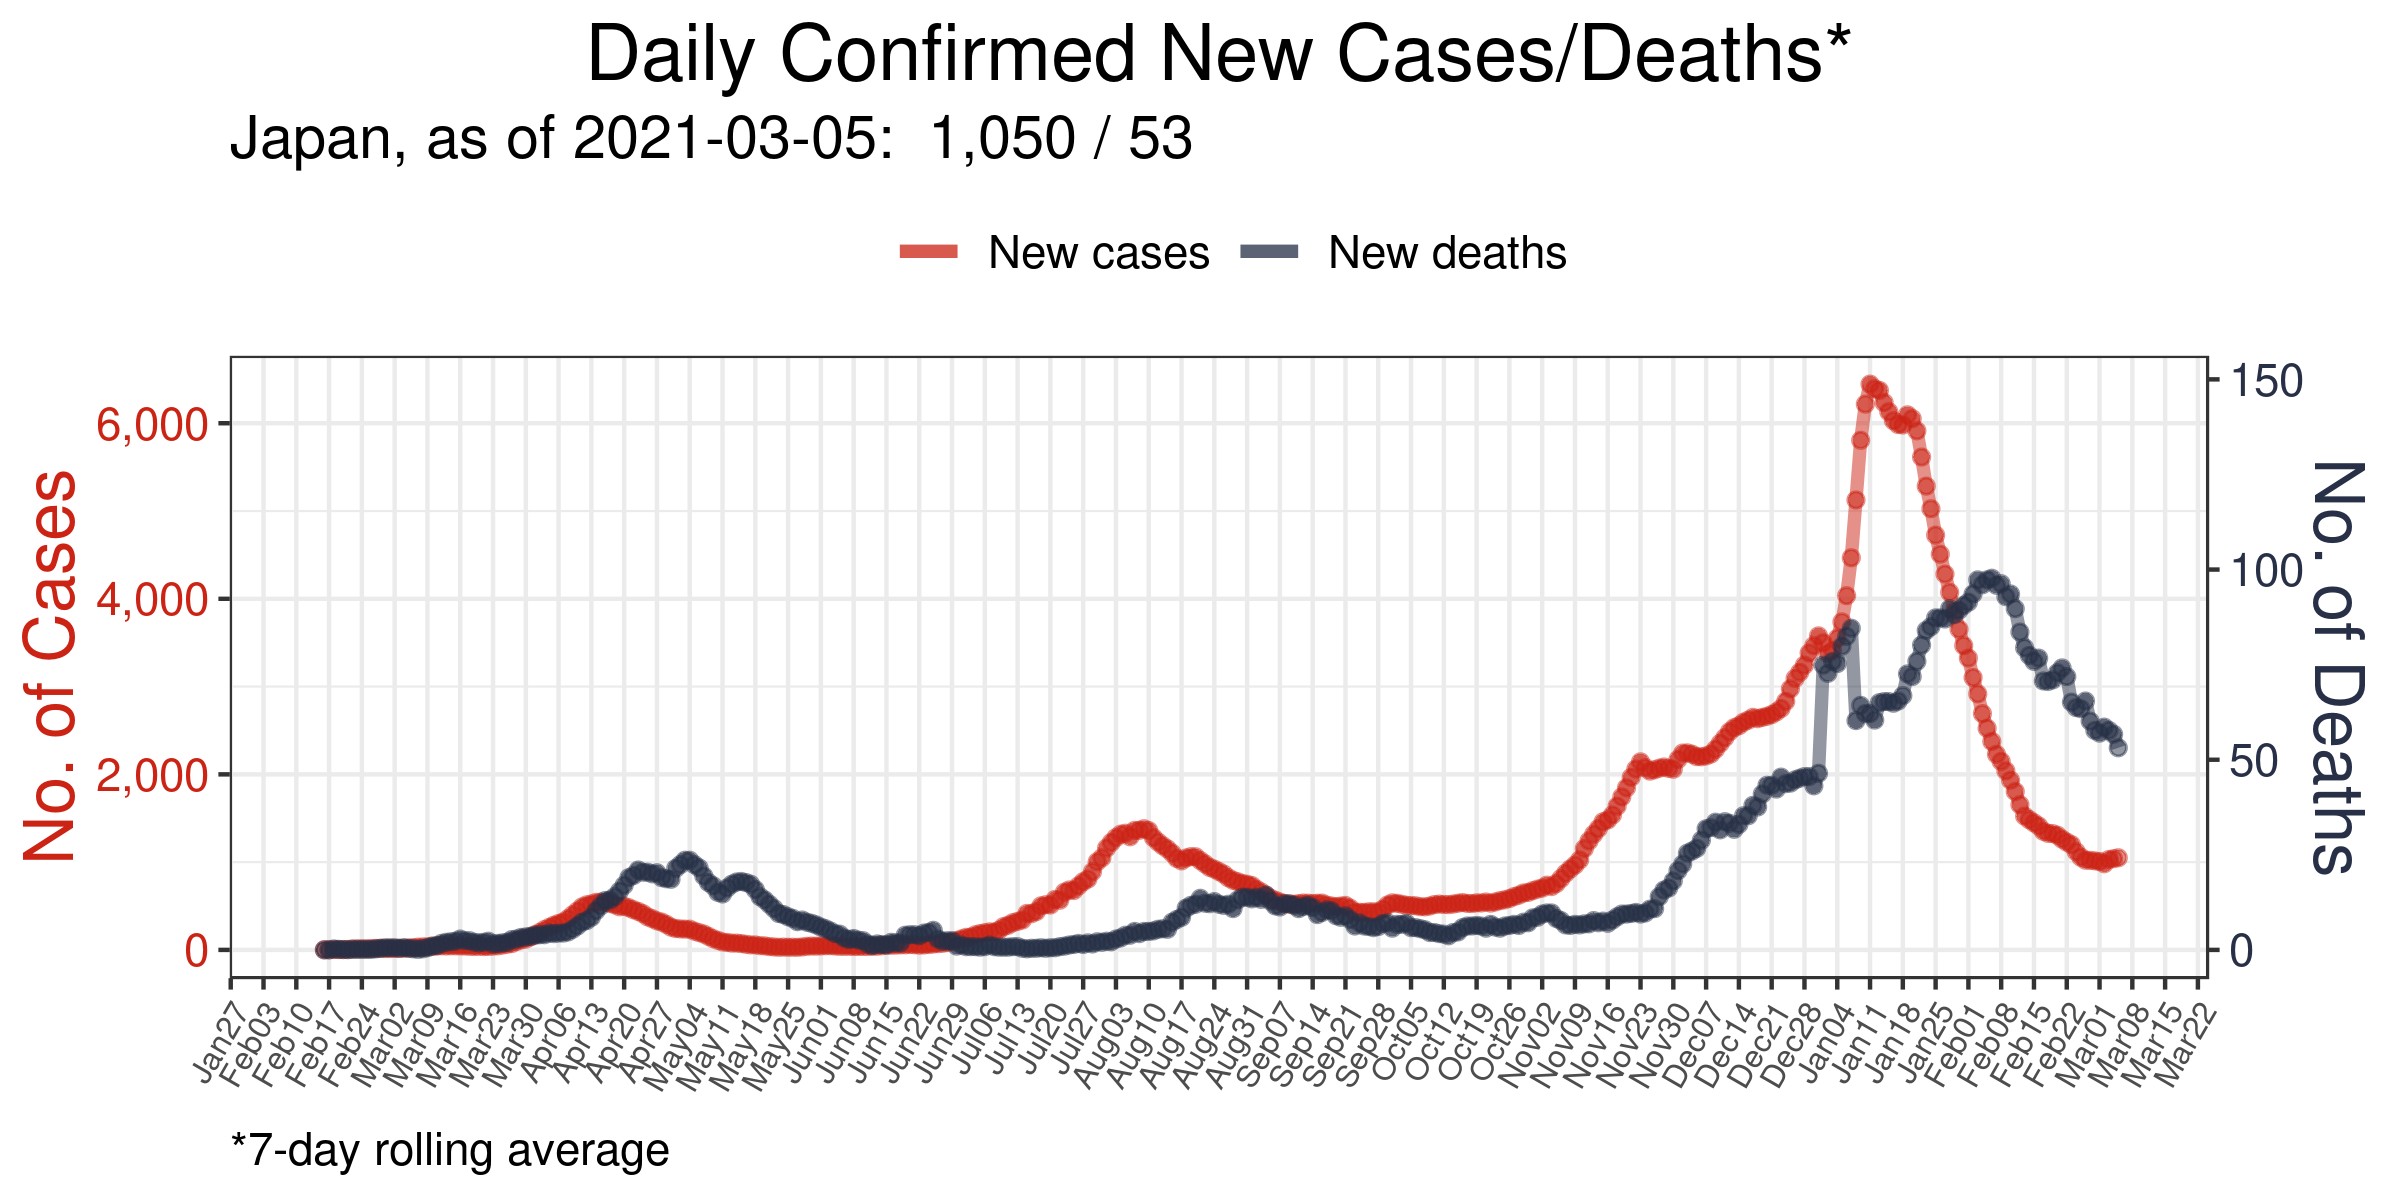 Daily Confirmed New Cases/Deaths*
Japan, as of 2021-03-05:  1,050 / 53
New cases
New deaths
No. of Cases
6,000
4,000
2,000
0
150
100
50
0
No. of Deaths
Jan27
Feb03
Feb10
Feb17
Feb24
Mar02
Mar09
Mar16
Mar23
Mar30
Apr06
Apr13
Apr20
Apr27
May04
May11
May18
May25
Jun01
Jun08
Jun15
Jun22
Jun29
Jul06
Jul13
Jul20
Jul27
Aug03
Aug10
Aug17
Aug24
Aug31
Sep07
Sep14
Sep21
Sep28
Oct05
Oct12
Oct19
Oct26
Nov02
Nov09
Nov16
Nov23
Nov30
Dec07
Dec14
Dec21
Dec28
Jan04
Jan11
Jan18
Jan25
Feb01
Feb08
Feb15
Feb22
Mar01
Mar08
Mar15
Mar22
*7-day rolling average